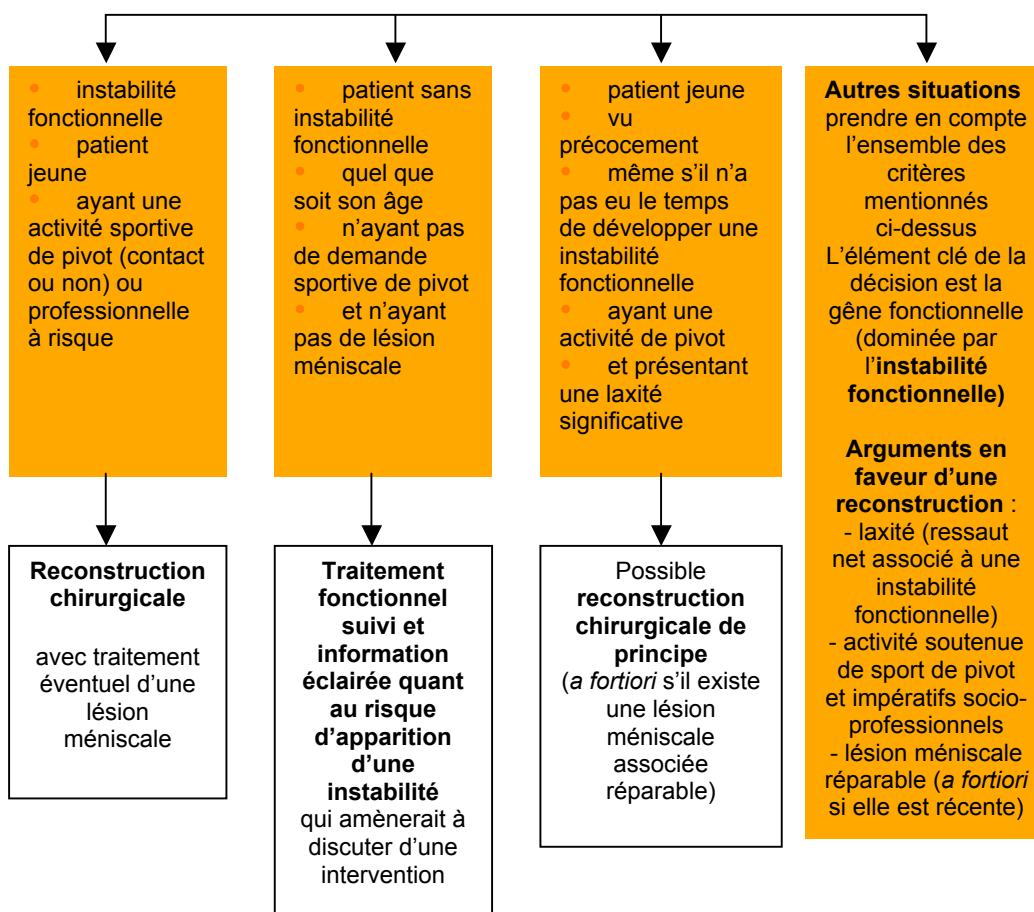 • instabilité
fonctionnelle
• patient
jeune
• ayant une
activité sportive
de pivot (contact
ou non) ou
professionnelle
à risque
• patient sans
instabilité
fonctionnelle
• quel que
soit son âge
• n’ayant pas
de demande
sportive de pivot
• et n’ayant
pas de lésion
méniscale
• patient jeune
• vu
précocement
• même s’il n’a
pas eu le temps
de développer une
instabilité
fonctionnelle
• ayant une
activité de pivot
• et présentant
une laxité
significative
Autres situations
prendre en compte
l’ensemble des
critères
mentionnés
ci-dessus
L’élément clé de la
décision est la
gêne fonctionnelle
(dominée par
l’instabilité
fonctionnelle)
Arguments en
faveur d’une
reconstruction :
- laxité (ressaut
net associé à une
instabilité
fonctionnelle)
- activité soutenue
de sport de pivot
et impératifs socio-
professionnels
- lésion méniscale
réparable (a fortiori
si elle est récente)
Reconstruction
chirurgicale
avec traitement
éventuel d’une
lésion
méniscale
Traitement
fonctionnel
suivi et
information
éclairée quant
au risque
d’apparition
d’une
instabilité
qui amènerait à
discuter d’une
intervention
Possible
reconstruction
chirurgicale de
principe
(a fortiori s’il existe
une lésion
méniscale
associée
réparable)